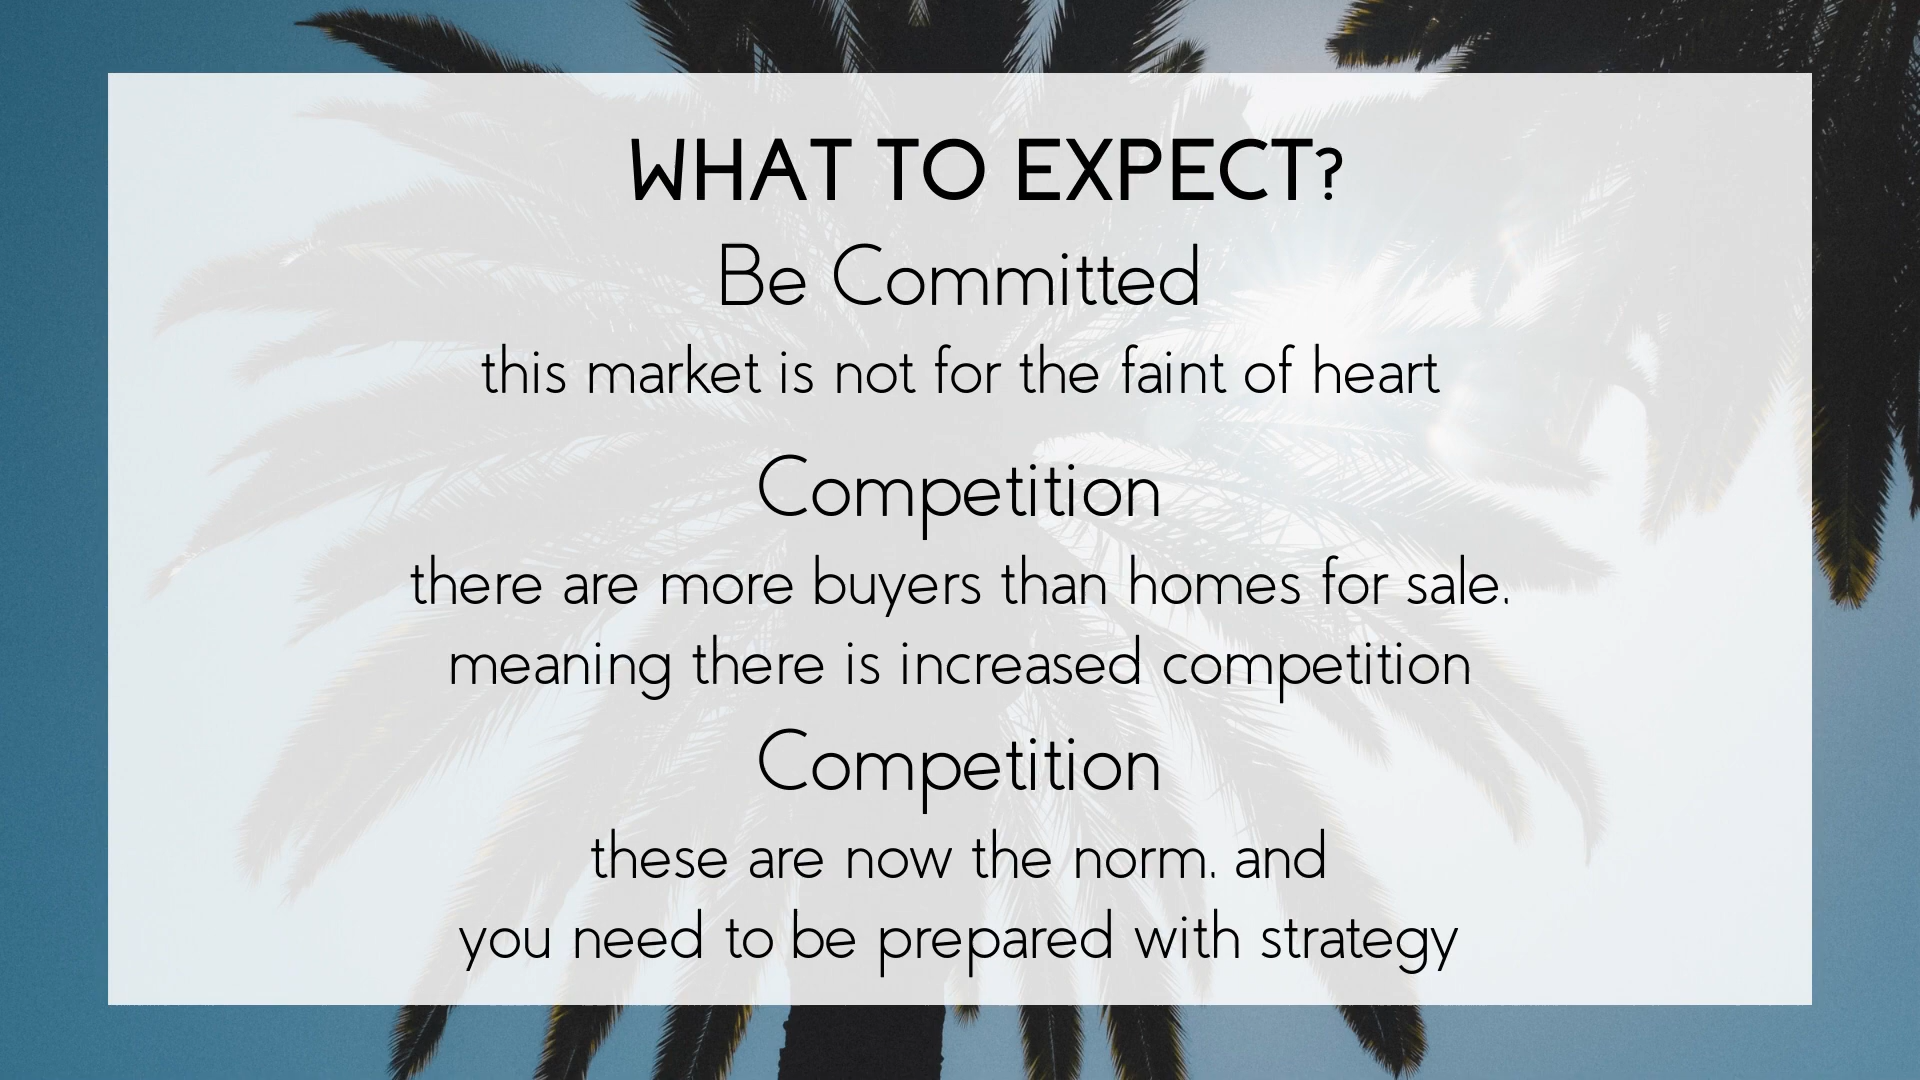 WHAT TO EXPECT?
Be Committed
this market is not for the faint of heart
Competition
there are more buyers than homes for sale.
meaning there is increased competition
Competition
these are now the norm. and
you need to be prepared with strategy